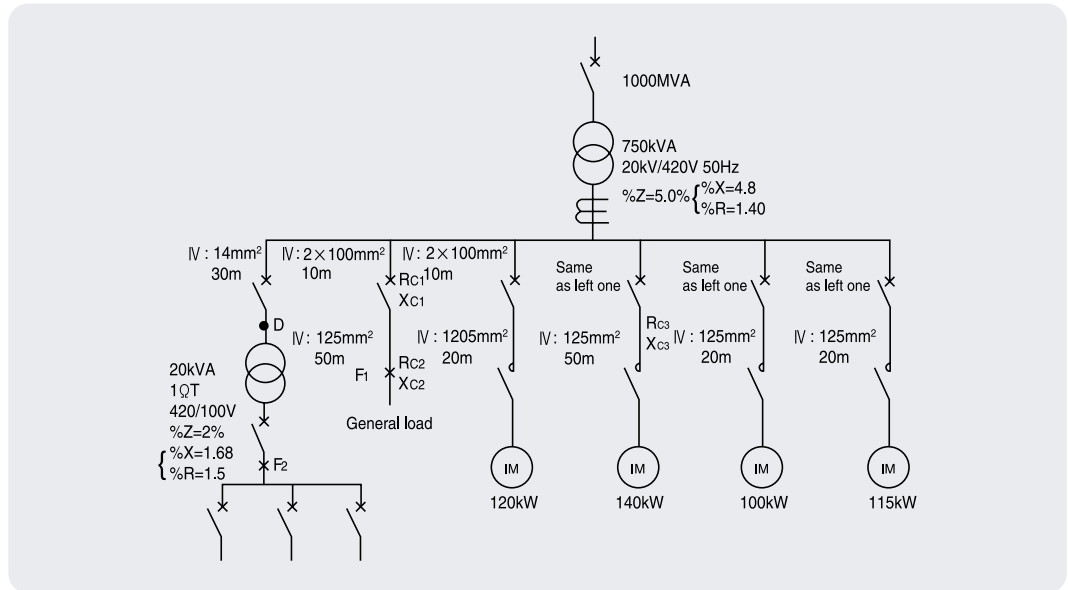 1000MVA
750kVA
20kV/420V 50Hz
%Z=5.0% { %X=4.8
%R=1.40
Ⅳ : 14mm²
30m
Ⅳ : 2×100mm²
10m
Ⅳ : 2×100mm²
10m
RC1
XC1
Same
as left one
Same
as left one
Same
as left one
D
Ⅳ : 125mm²
50m
Ⅳ : 1205mm²
20m
Ⅳ : 125mm²
50m
RC3
XC3
Ⅳ : 125mm²
20m
Ⅳ : 125mm²
20m
F1
RC2
XC2
General load
20kVA
1ΩT
420/100V
%Z=2%
{ %X=1.68
%R=1.5
F2
IM
IM
IM
IM
120kW
140kW
100kW
115kW